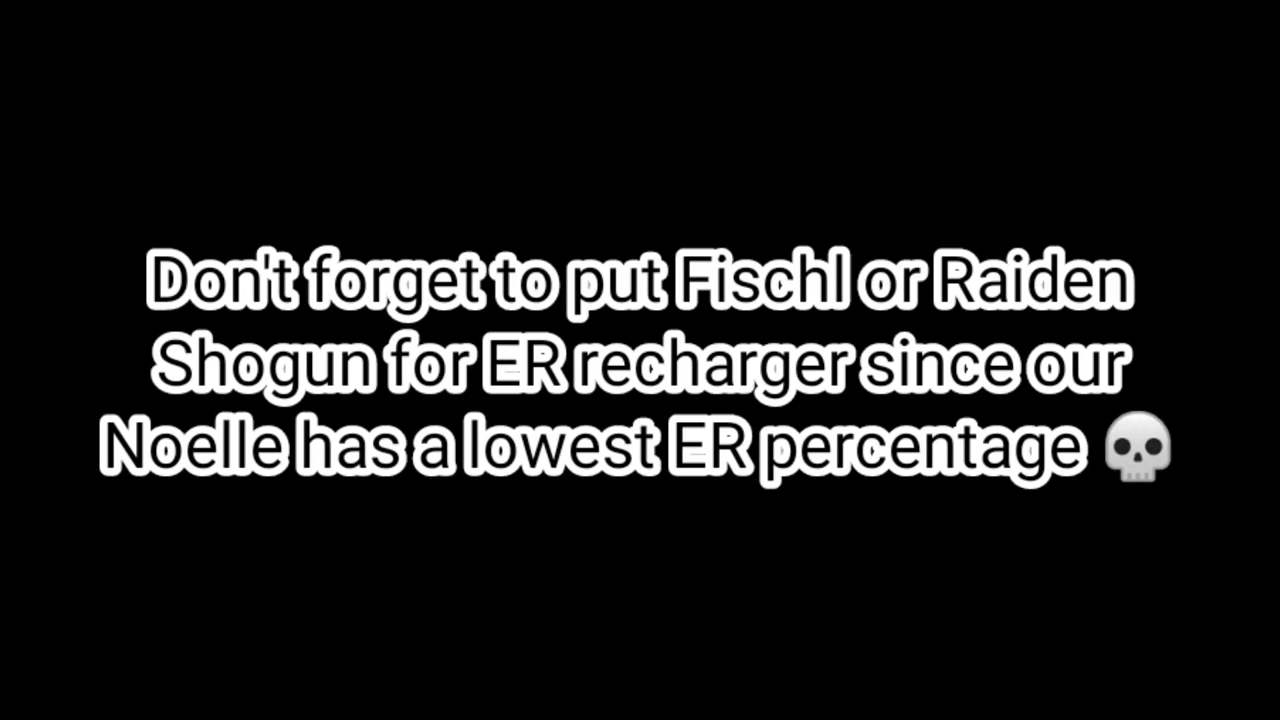 Don't forget to put Fischl or Raiden
Shogun for ER recharger since our
Noelle has a lowest ER percentage 💀